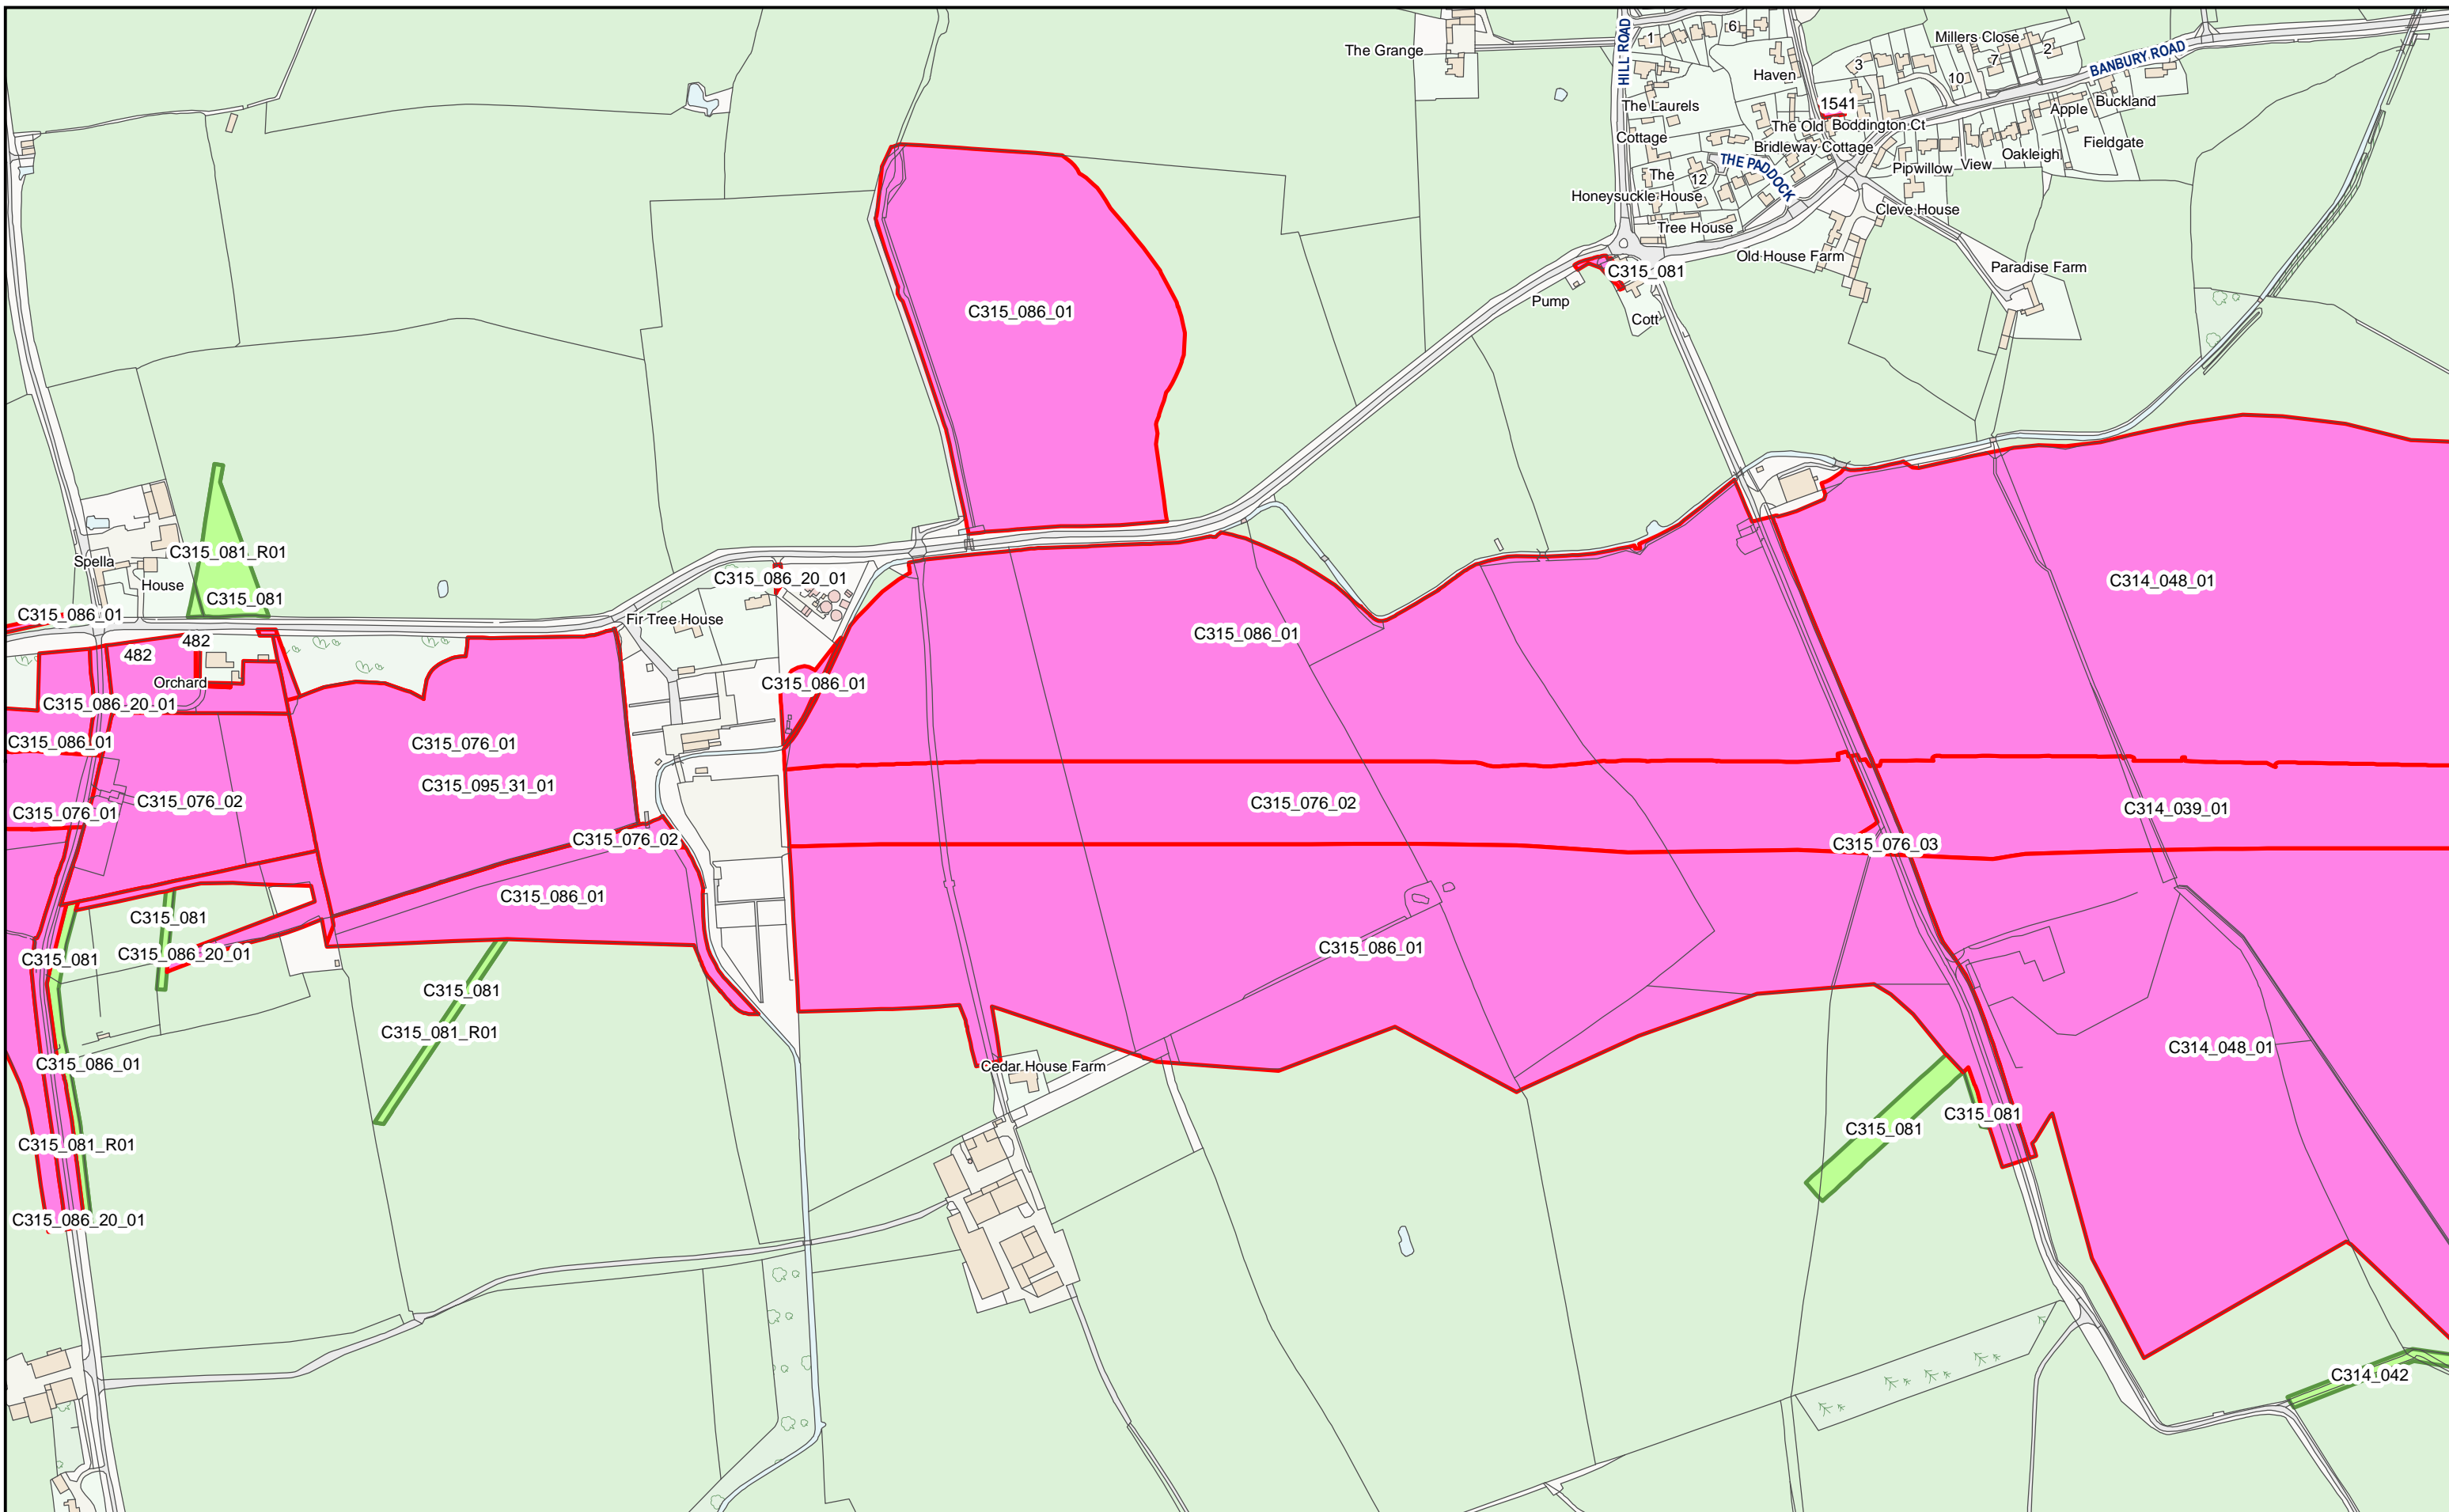 The Grange
HILL ROAD
1
6
Millers Close
2
7
BANBURY ROAD
3
Haven
10
The Laurels
1541
Apple
Buckland
The Old
Boddington Ct
Cottage
Fieldgate
Bridleway Cottage
Oakleigh
THE PADDOCK
Pipwillow
View
The
12
Honeysuckle House
Cleve House
Tree House
Old House Farm
Paradise Farm
C315_081
Pump
C315_086_01
Cott
C315_081_R01
Spella
House
C315_086_20_01
C314_048_01
C315_081
C315_086_01
Fir Tree House
482
482
C315_086_01
Orchard
C315_086_01
C315_086_20_01
C315_086_01
C315_076_01
C315_095_31_01
C315_076_02
C315_076_02
C314_039_01
C315_076_01
C315_076_02
C315_076_03
C315_086_01
C315_081
C315_086_01
C315_086_20_01
C315_081
C315_081
C315_081_R01
C314_048_01
C315_086_01
Cedar House Farm
C315_081
C315_081
C315_081_R01
C315_086_20_01
C314_042